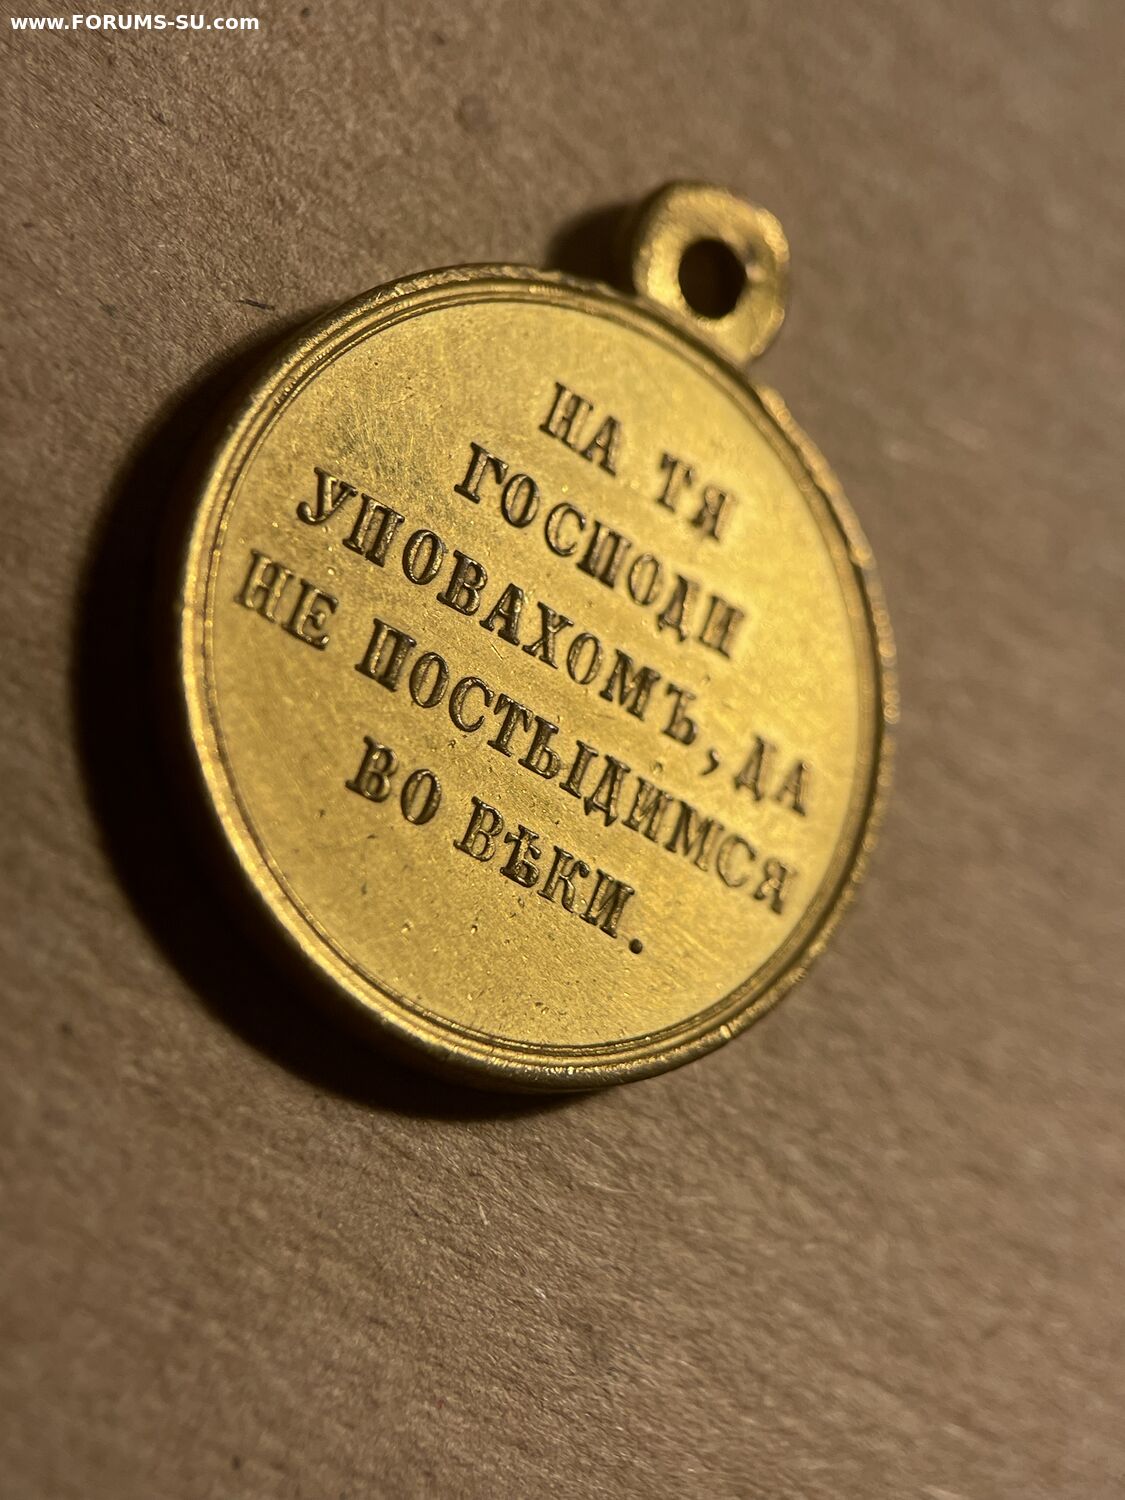 www.FORUMS-SU.com
НА ТЯ
ГОСПОДИ
УПОВАХОМЪ, ДА
НЕ ПОСТЫДИМСЯ
ВО ВѢКИ.